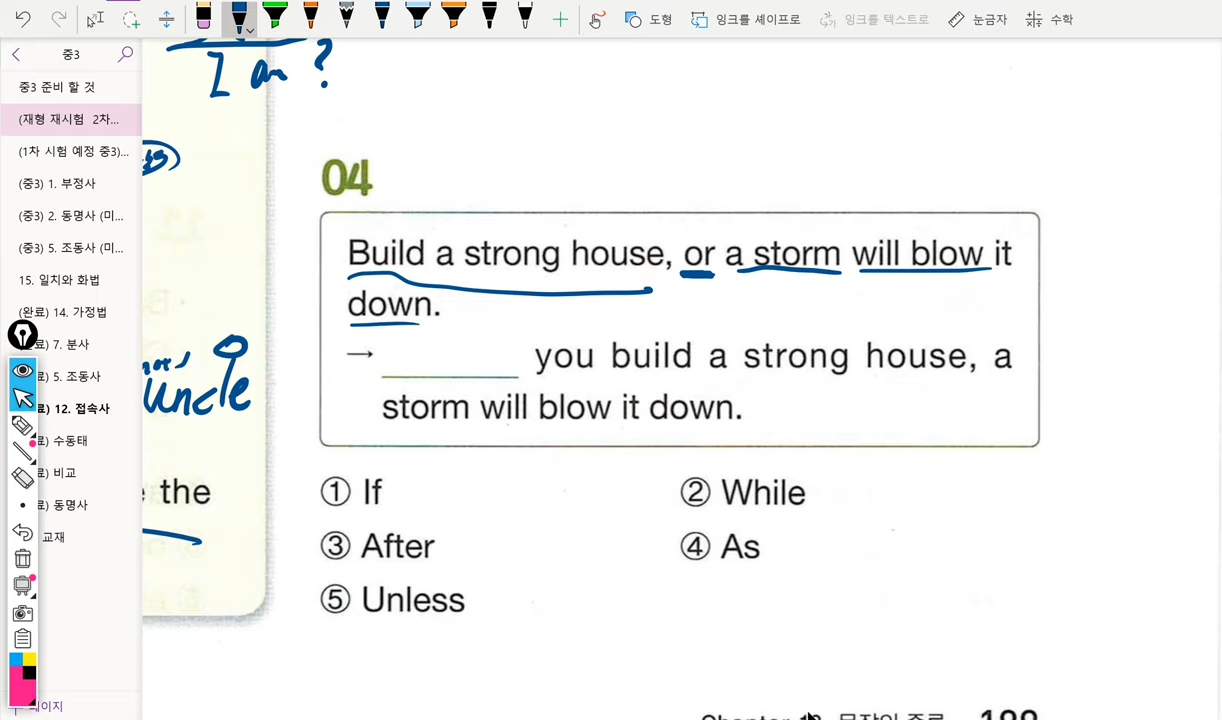 도형
잉크를 셰이프로
잉크를 텍스트로
눈금자
수학
중3
중3 준비 할 것
(재형 재시험 2차...
(1차 시험 예정 중3)...
(중3) 1. 부정사
(중3) 2. 동명사 (미...
(중3) 5. 조동사 (미...
15. 일치와 화법
(완료) 14. 가정법
료) 7. 분사
료) 5. 조동사
료) 12. 접속사
료) 수동태
료) 비교
료) 동명사
교재
페이지
I am ?
uncle
the
04
Build a strong house, or a storm will blow it
down.
→ ________ you build a strong house, a
storm will blow it down.
① If
② While
③ After
④ As
⑤ Unless